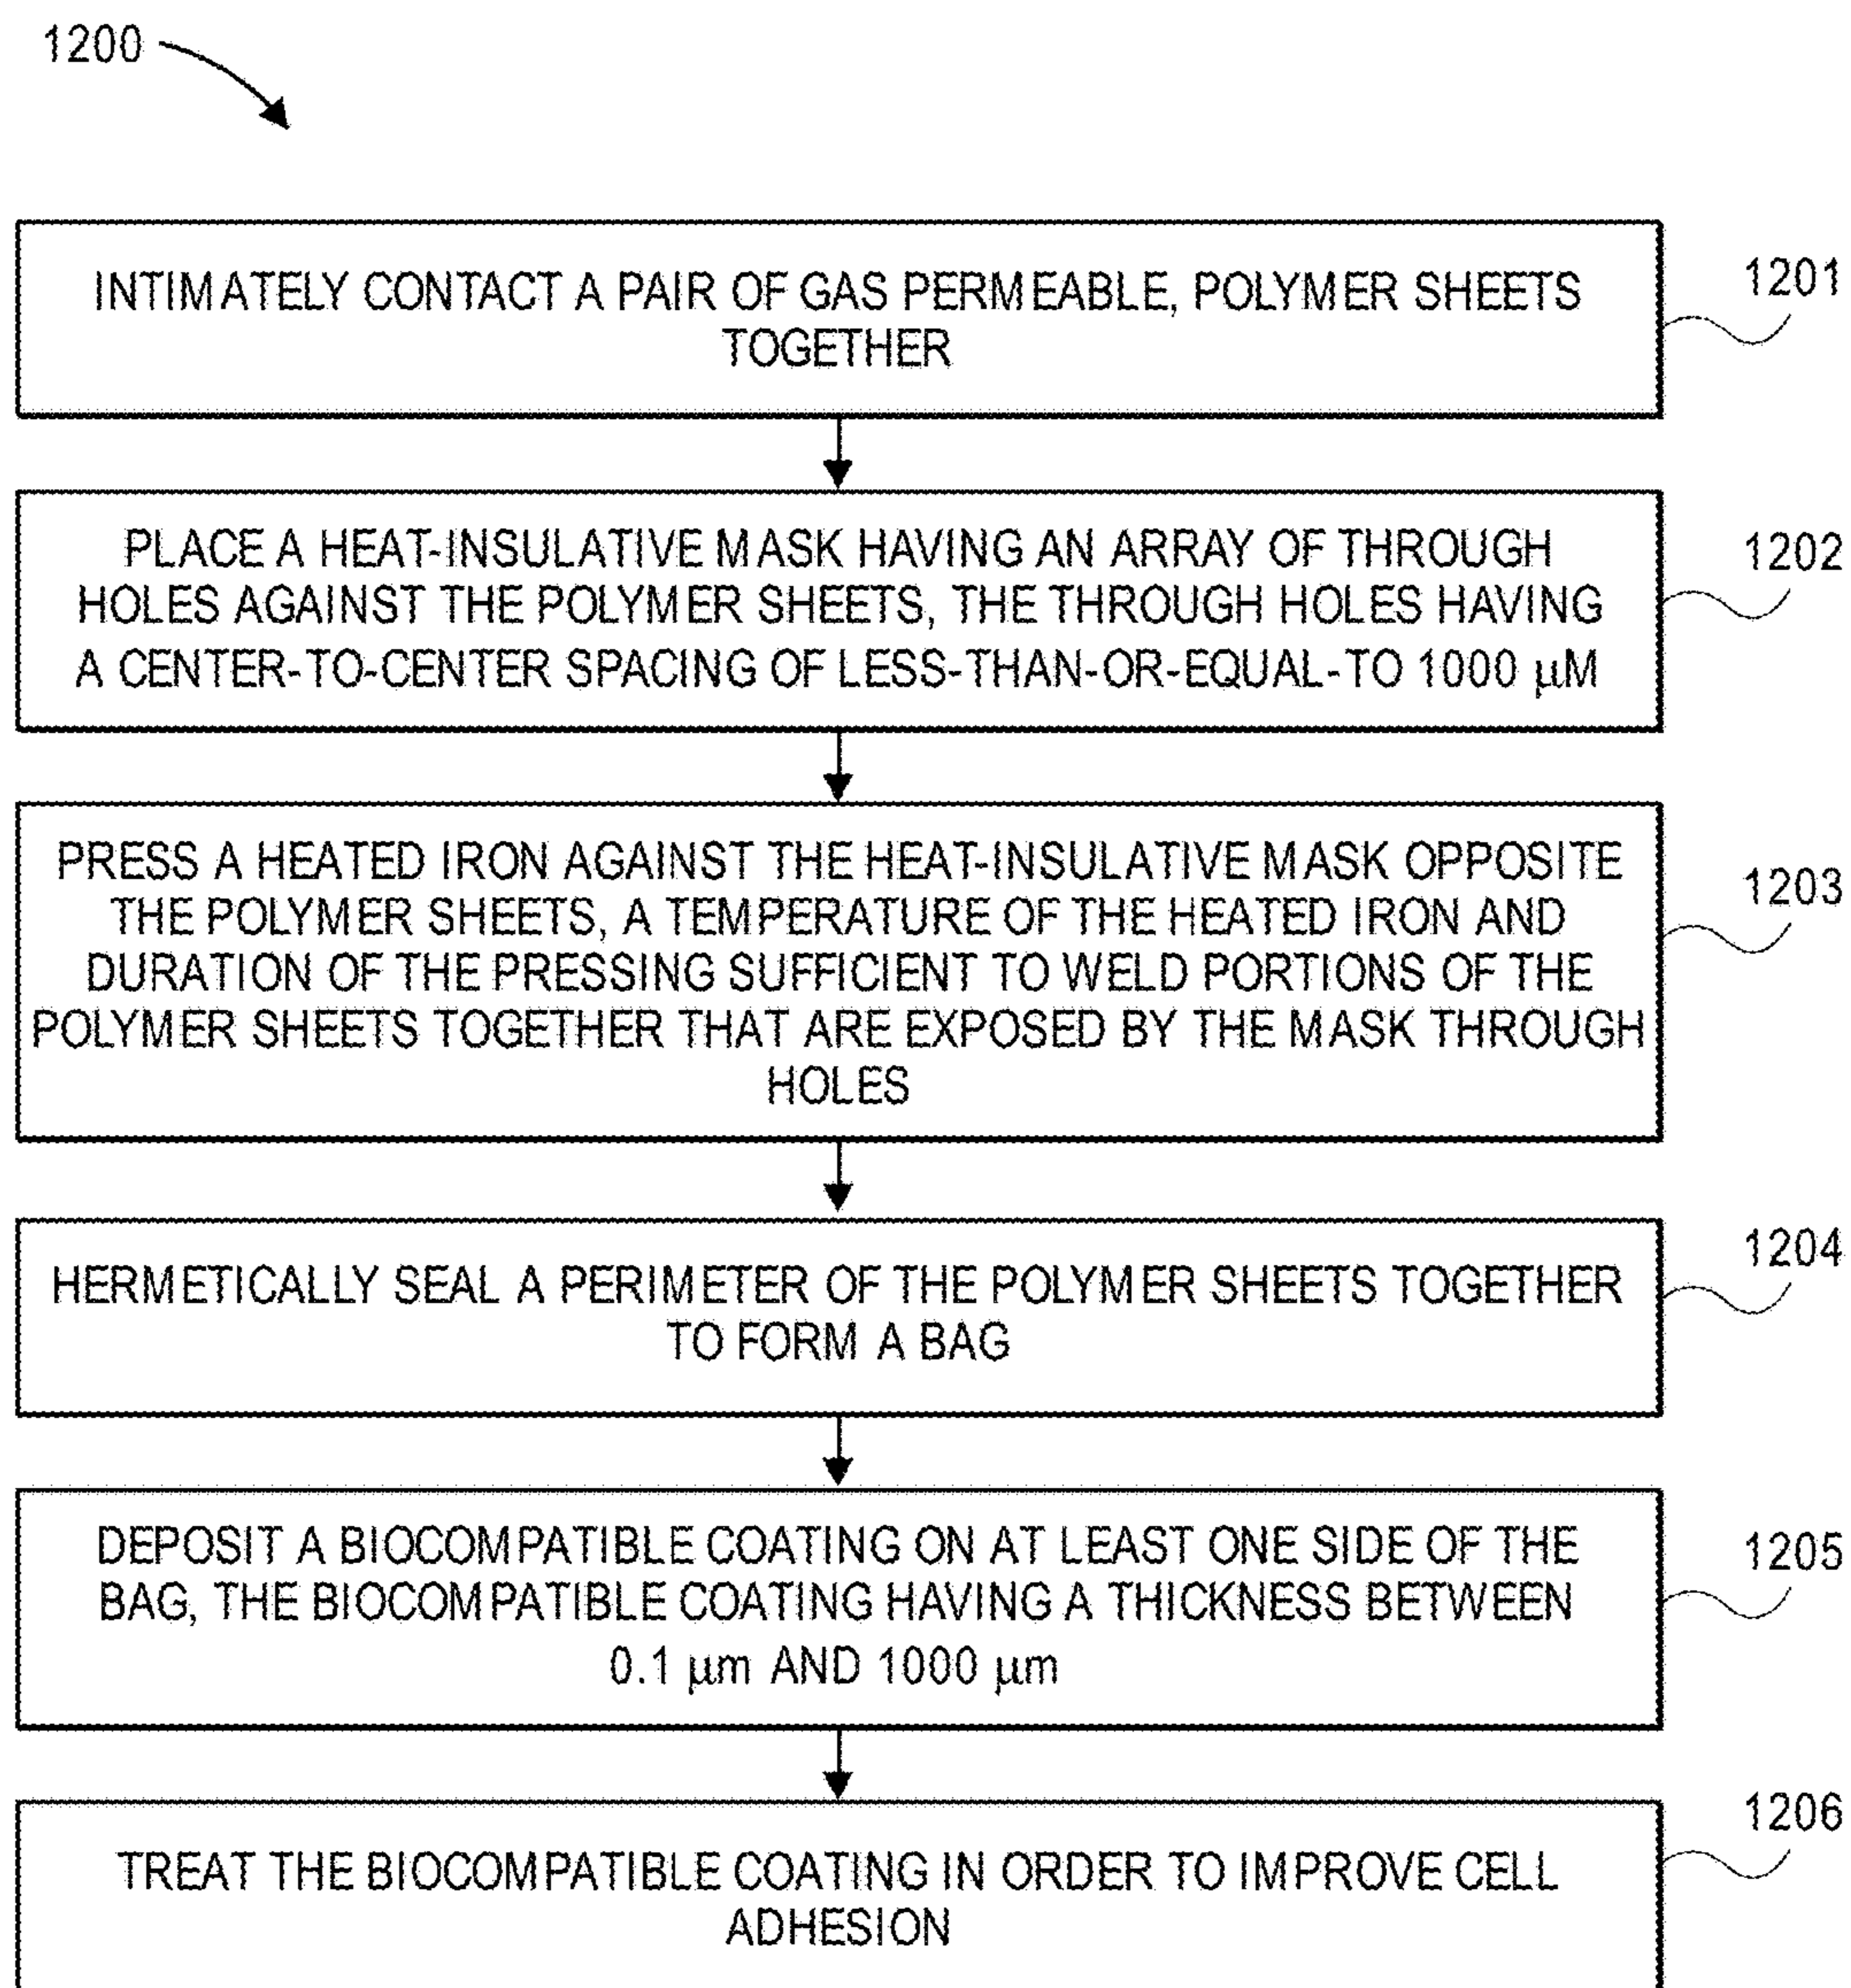 1200
INTIMATELY CONTACT A PAIR OF GAS PERMEABLE, POLYMER SHEETS
TOGETHER
1201
PLACE A HEAT-INSULATIVE MASK HAVING AN ARRAY OF THROUGH
HOLES AGAINST THE POLYMER SHEETS, THE THROUGH HOLES HAVING
A CENTER-TO-CENTER SPACING OF LESS-THAN-OR-EQUAL-TO 1000 μM
1202
PRESS A HEATED IRON AGAINST THE HEAT-INSULATIVE MASK OPPOSITE
THE POLYMER SHEETS, A TEMPERATURE OF THE HEATED IRON AND
DURATION OF THE PRESSING SUFFICIENT TO WELD PORTIONS OF THE
POLYMER SHEETS TOGETHER THAT ARE EXPOSED BY THE MASK THROUGH
HOLES
1203
HERMETICALLY SEAL A PERIMETER OF THE POLYMER SHEETS TOGETHER
TO FORM A BAG
1204
DEPOSIT A BIOCOMPATIBLE COATING ON AT LEAST ONE SIDE OF THE
BAG, THE BIOCOMPATIBLE COATING HAVING A THICKNESS BETWEEN
0.1 μm AND 1000 μm
1205
TREAT THE BIOCOMPATIBLE COATING IN ORDER TO IMPROVE CELL
ADHESION
1206